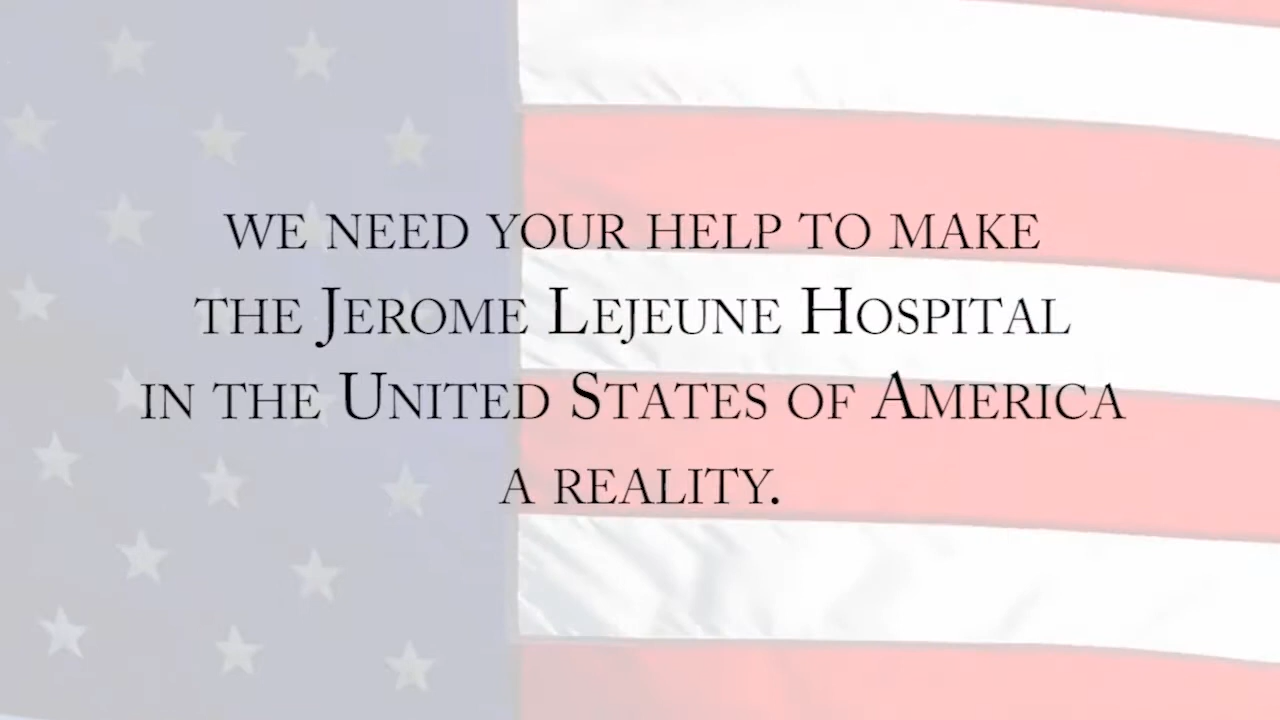 WE NEED YOUR HELP TO MAKE
THE JEROME LEJEUNE HOSPITAL
IN THE UNITED STATES OF AMERICA
A REALITY.